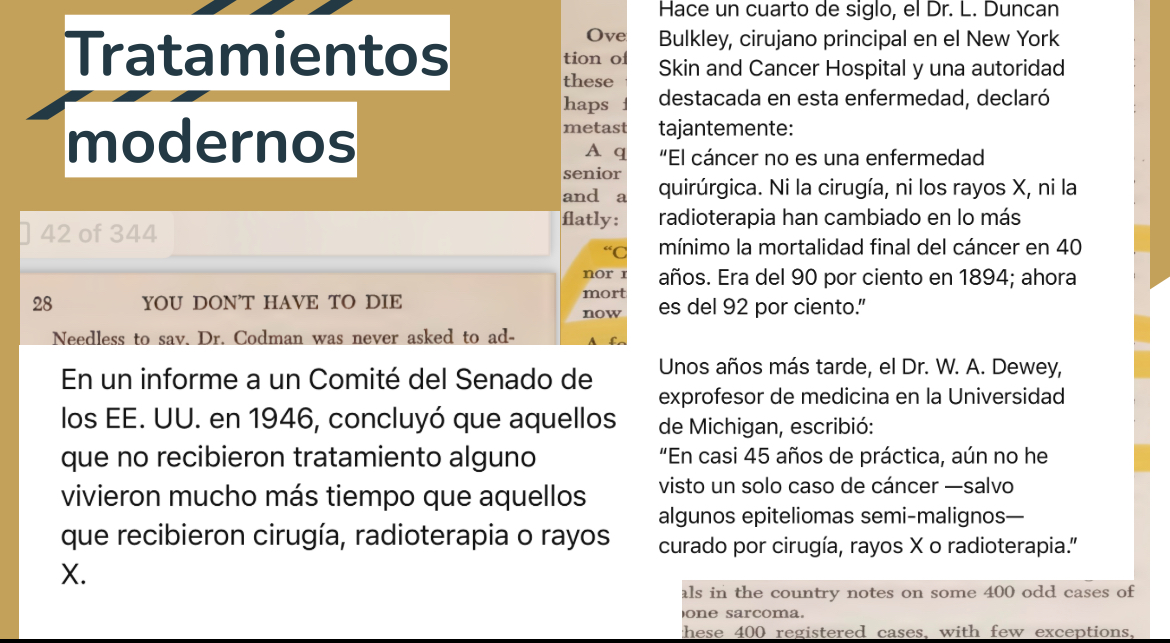 Tratamientos
modernos
42 of 344
28 YOU DON'T HAVE TO DIE
Needless to say, Dr. Codman was never asked to ad-
En un informe a un Comité del Senado de
los EE. UU. en 1946, concluyó que aquellos
que no recibieron tratamiento alguno
vivieron mucho más tiempo que aquellos
que recibieron cirugía, radioterapia o rayos
X.
Ove
tion of
these
haps f
metast
A q
senior
and a
flatly:
“C
nor r
mort
now
A fe
Hace un cuarto de siglo, el Dr. L. Duncan
Bulkley, cirujano principal en el New York
Skin and Cancer Hospital y una autoridad
destacada en esta enfermedad, declaró
tajantemente:
“El cáncer no es una enfermedad
quirúrgica. Ni la cirugía, ni los rayos X, ni la
radioterapia han cambiado en lo más
mínimo la mortalidad final del cáncer en 40
años. Era del 90 por ciento en 1894; ahora
es del 92 por ciento.”
Unos años más tarde, el Dr. W. A. Dewey,
exprofesor de medicina en la Universidad
de Michigan, escribió:
“En casi 45 años de práctica, aún no he
visto un solo caso de cáncer —salvo
algunos epiteliomas semi-malignos—
curado por cirugía, rayos X o radioterapia.”
als in the country notes on some 400 odd cases of
one sarcoma.
hese 400 registered cases, with few exceptions,